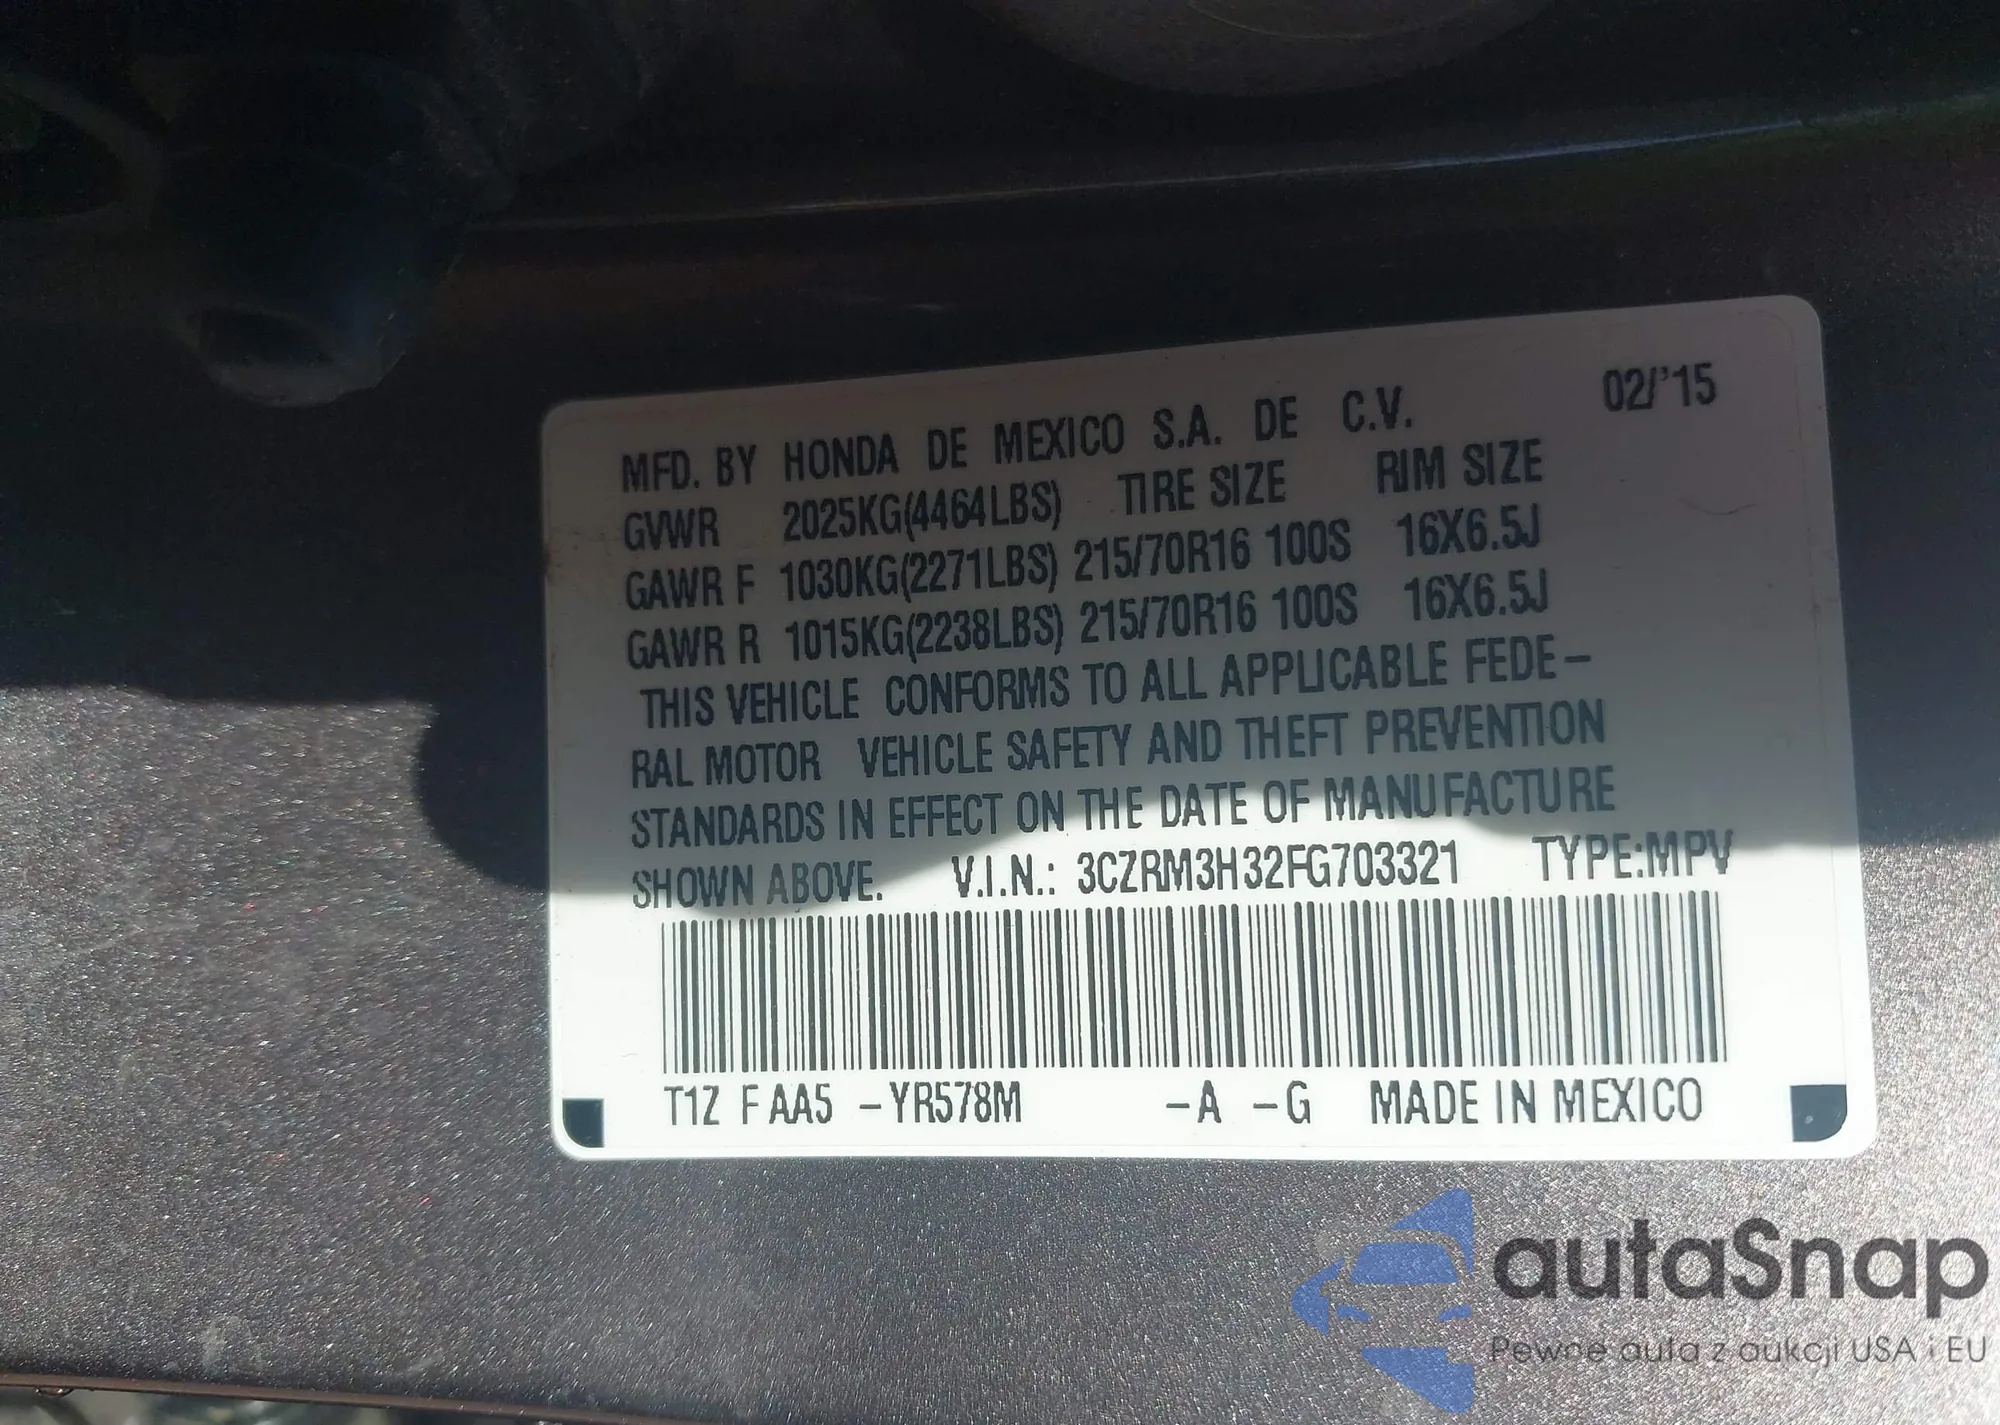 MFD. BY HONDA DE MEXICO S.A. DE C.V. 02/'15
GVWR 2025KG(4464LBS) TIRE SIZE RIM SIZE
GAWR F 1030KG(2271LBS) 215/70R16 100S 16X6.5J
GAWR R 1015KG(2238LBS) 215/70R16 100S 16X6.5J
THIS VEHICLE CONFORMS TO ALL APPLICABLE FEDE-
RAL MOTOR VEHICLE SAFETY AND THEFT PREVENTION
STANDARDS IN EFFECT ON THE DATE OF MANUFACTURE
SHOWN ABOVE. V.I.N.: 3CZRM3H32FG703321 TYPE:MPV
T1Z F AA5 -YR578M -A -G MADE IN MEXICO
autaSnap
Pewne auta z aukcji USA i EU